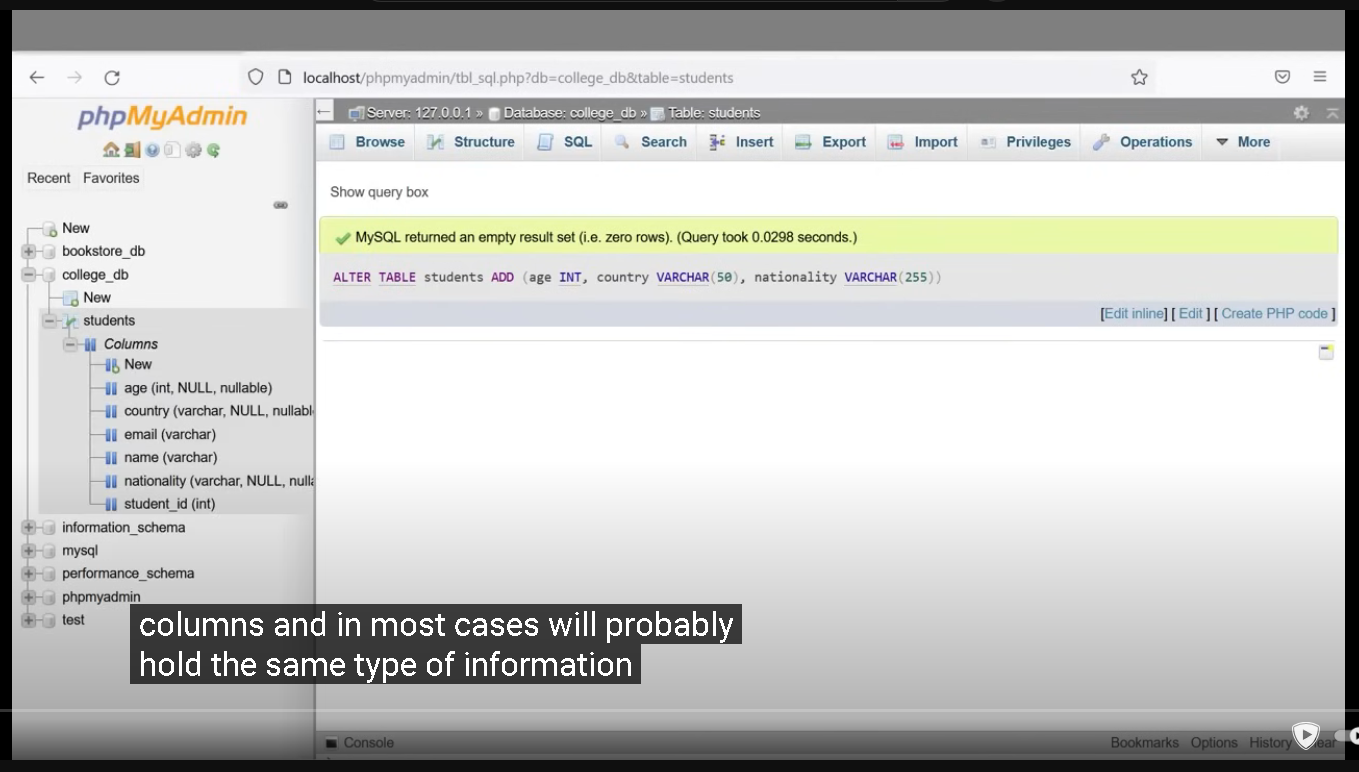 localhost/phpmyadmin/tbl_sql.php?db=college_db&table=students
phpMyAdmin
Recent Favorites
New
bookstore_db
college_db
New
students
Columns
New
age (int, NULL, nullable)
country (varchar, NULL, nullabl
email (varchar)
name (varchar)
nationality (varchar, NULL, nulla
student_id (int)
information_schema
mysql
performance_schema
phpmyadmin
test
Server: 127.0.0.1 » Database: college_db » Table: students
Browse Structure SQL Search Insert Export Import Privileges Operations More
Show query box
MySQL returned an empty result set (i.e. zero rows). (Query took 0.0298 seconds.)
ALTER TABLE students ADD (age INT, country VARCHAR(50), nationality VARCHAR(255))
[Edit inline] [ Edit ] [ Create PHP code ]
columns and in most cases will probably
hold the same type of information
Console
Bookmarks Options History